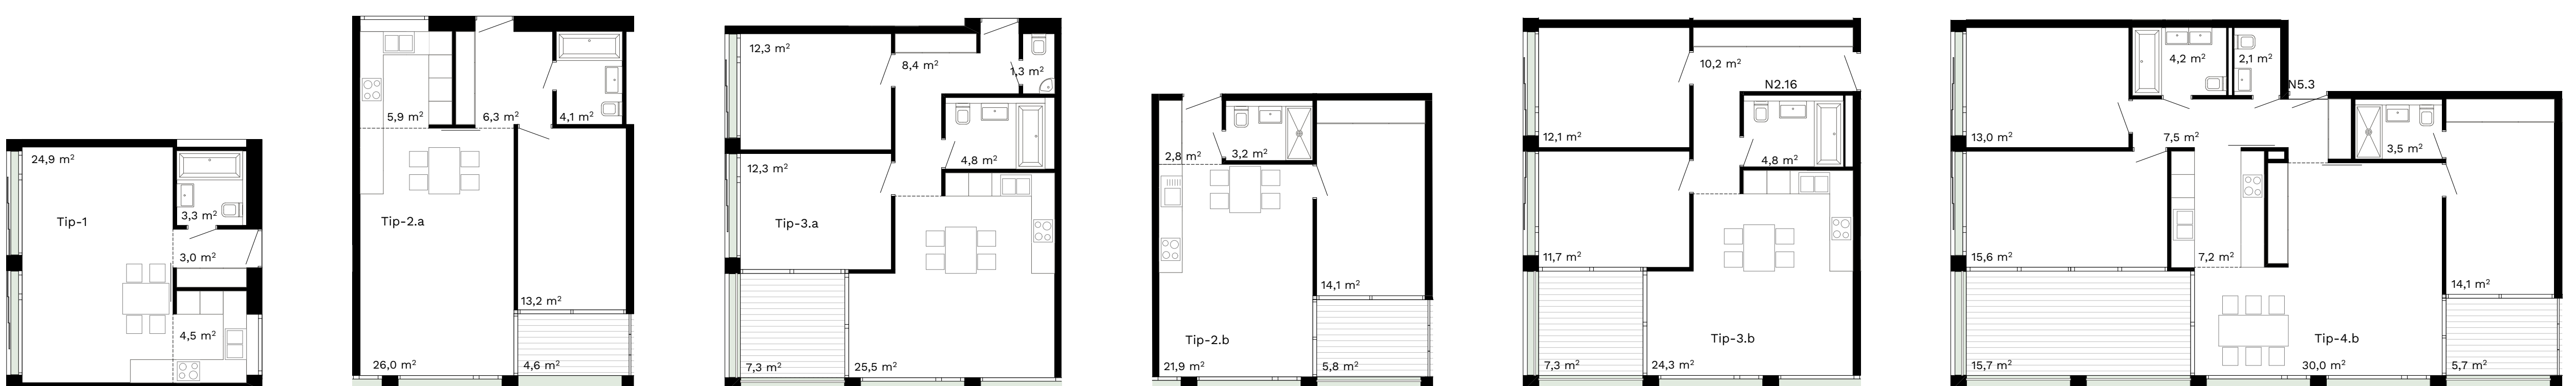 24,9 m²
Tip-1
3,3 m²
3,0 m²
4,5 m²
5,9 m²
6,3 m²
4,1 m²
Tip-2.a
13,2 m²
26,0 m²
4,6 m²
12,3 m²
8,4 m²
1,3 m²
12,3 m²
4,8 m²
Tip-3.a
7,3 m²
25,5 m²
2,8 m²
3,2 m²
14,1 m²
Tip-2.b
21,9 m²
5,8 m²
10,2 m²
N2.16
12,1 m²
4,8 m²
11,7 m²
Tip-3.b
7,3 m²
24,3 m²
4,2 m²
2,1 m²
N5.3
13,0 m²
7,5 m²
3,5 m²
15,6 m²
7,2 m²
14,1 m²
Tip-4.b
15,7 m²
30,0 m²
5,7 m²